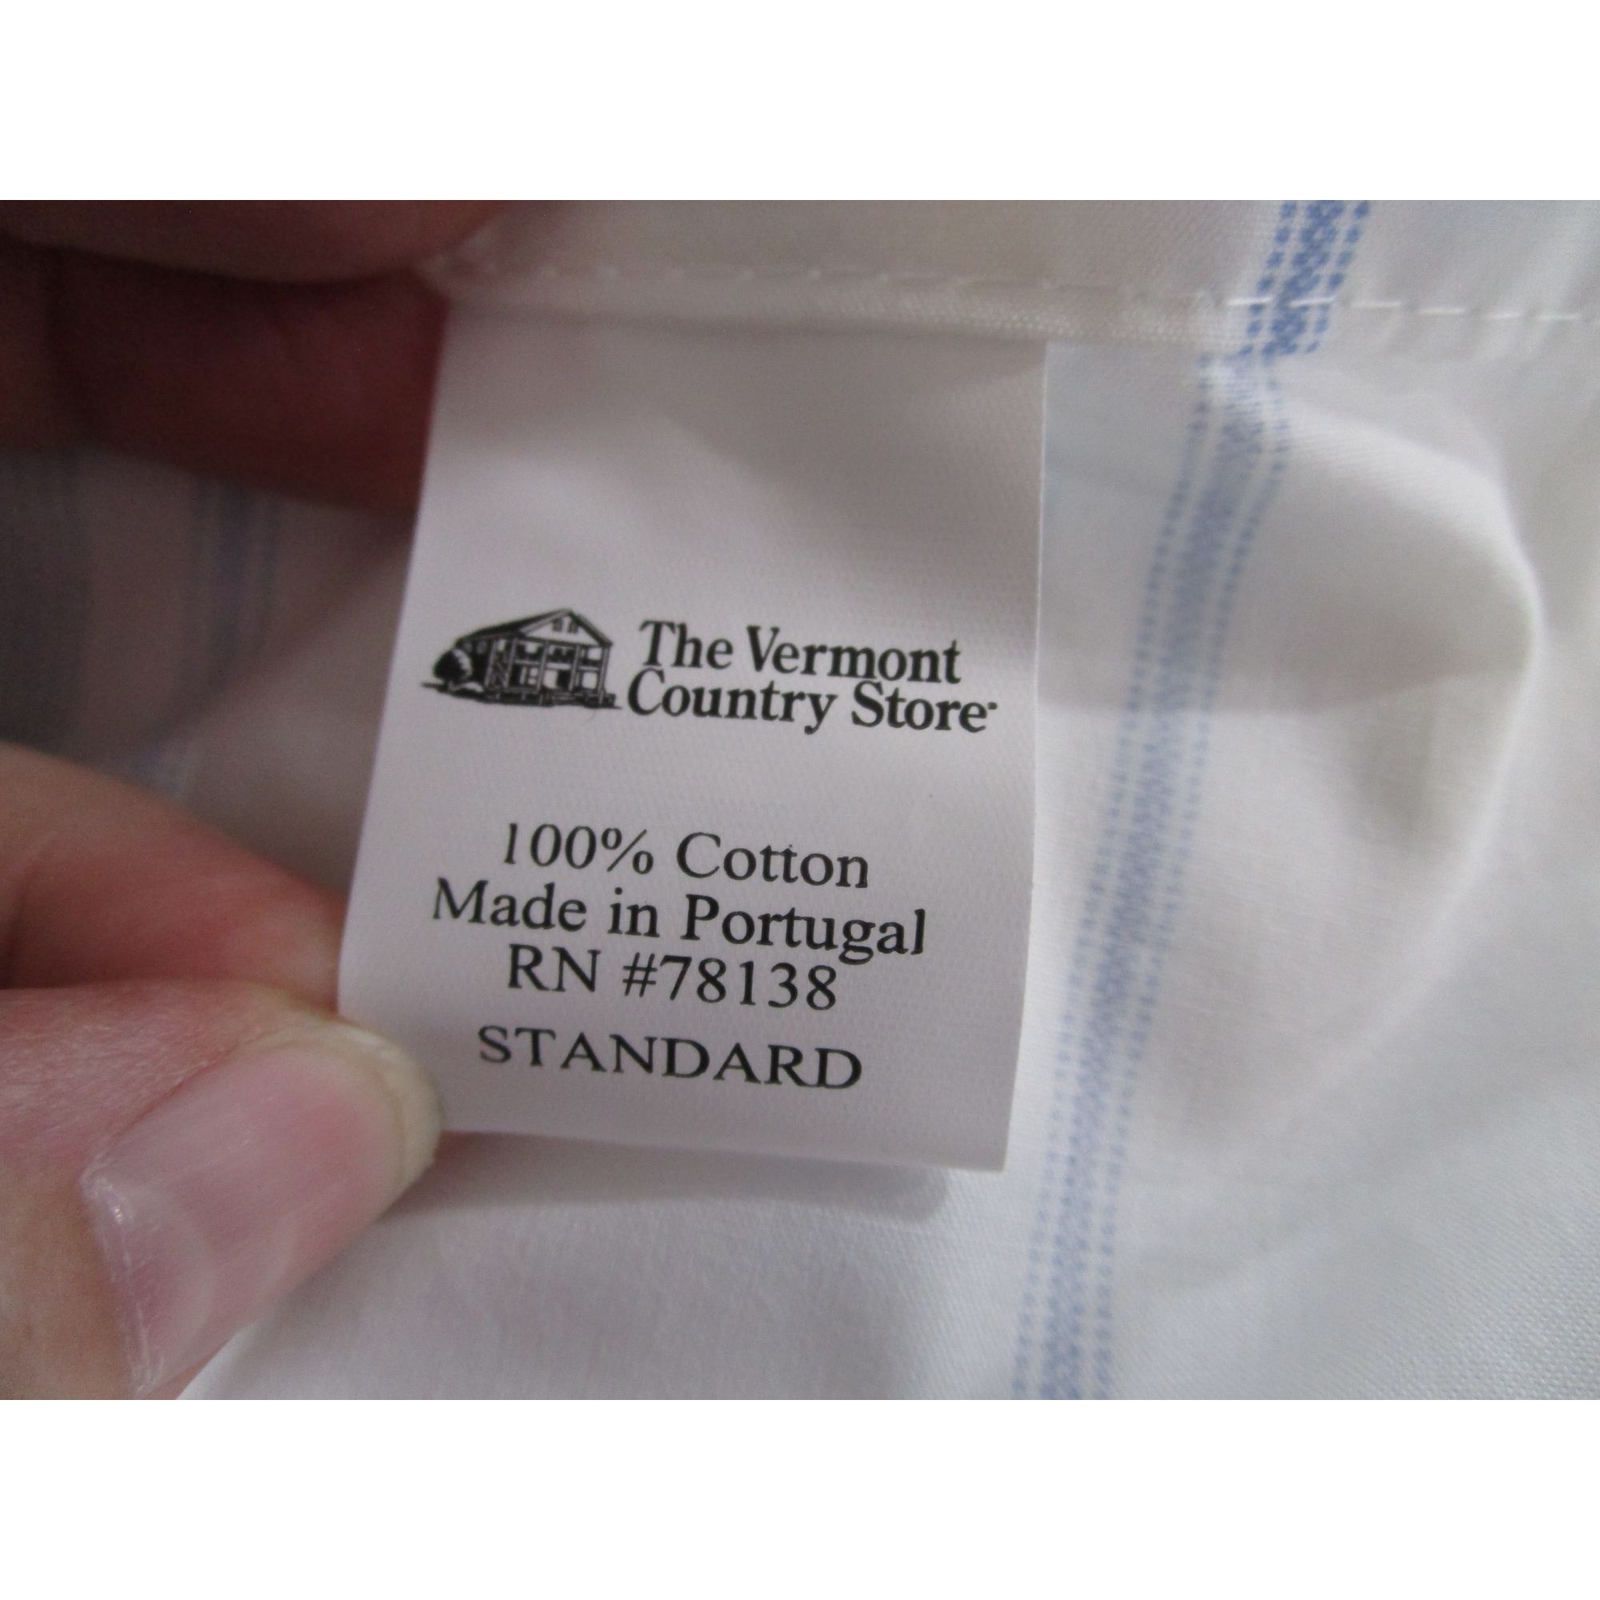 The Vermont
Country Store
100% Cotton
Made in Portugal
RN #78138
STANDARD